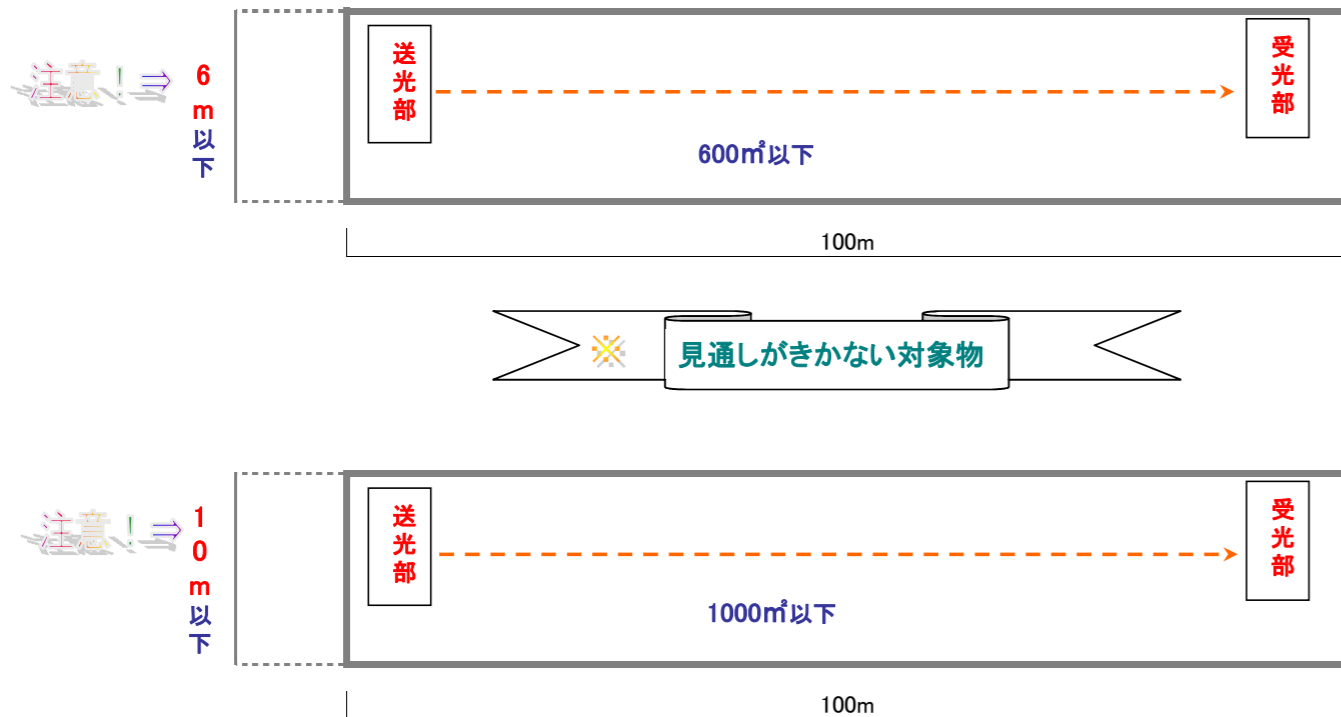 注意!⇒
6m以下
送光部
受光部
600㎡以下
100m
※
見通しがきかない対象物
注意!⇒
10m以下
送光部
受光部
1000㎡以下
100m